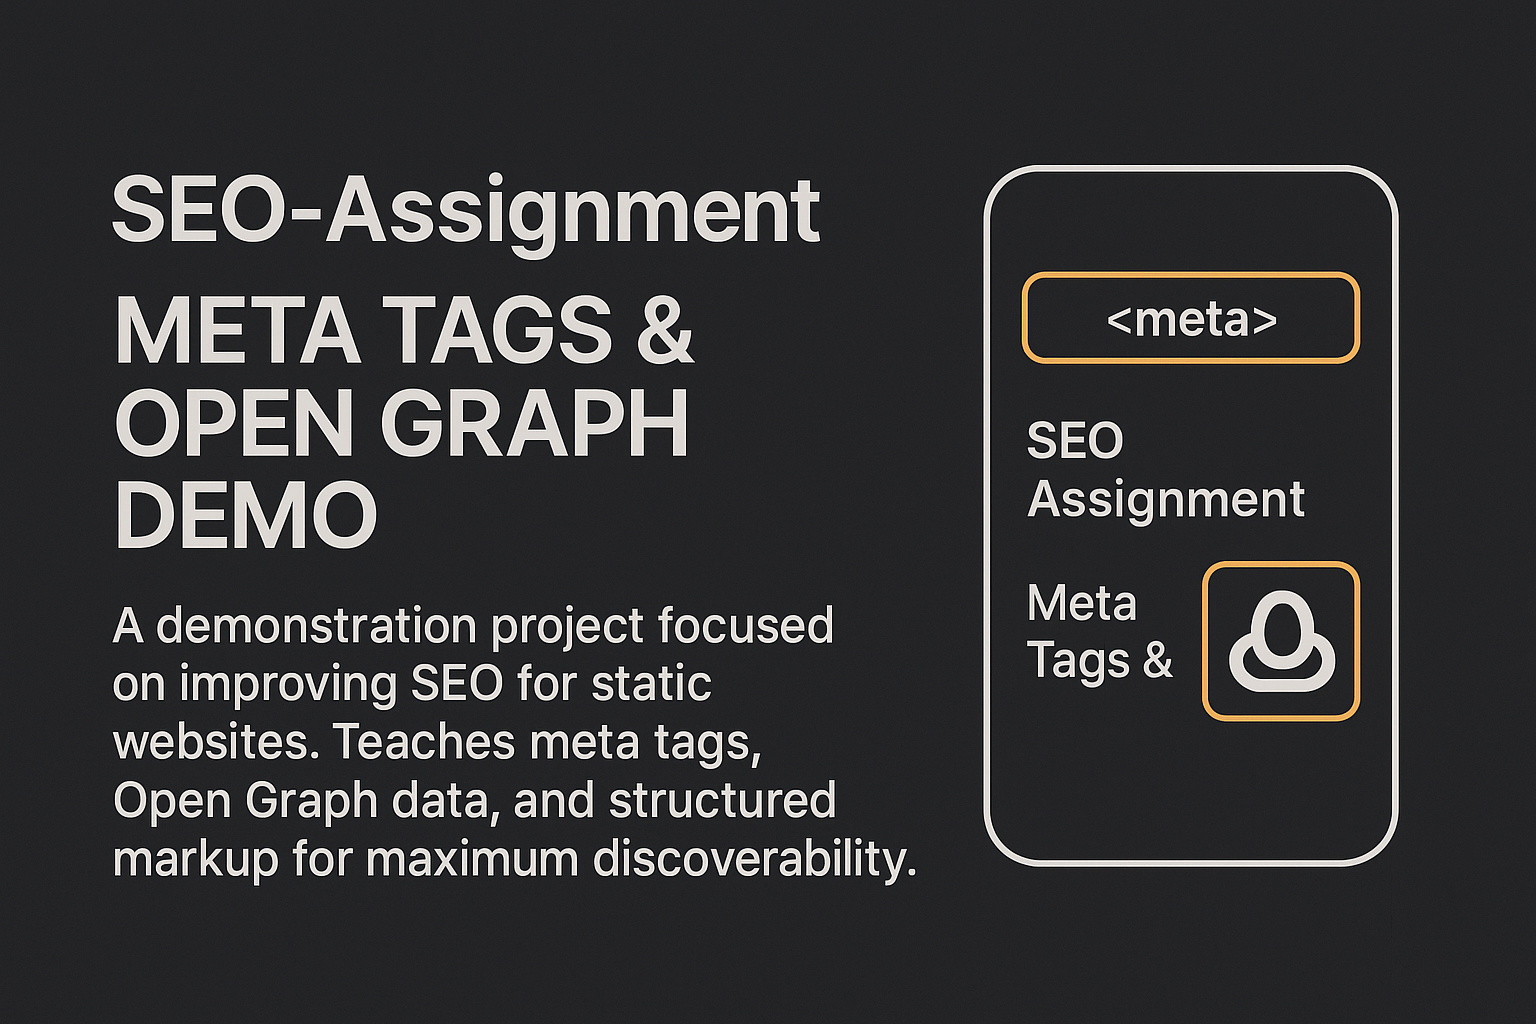 SEO-Assignment
META TAGS &
OPEN GRAPH
DEMO
A demonstration project focused
on improving SEO for static
websites. Teaches meta tags,
Open Graph data, and structured
markup for maximum discoverability.
<meta>
SEO
Assignment
Meta
Tags &